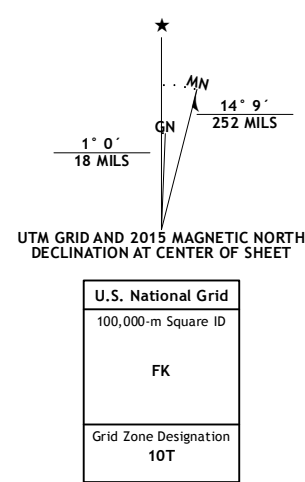 ★
MN
GN
14° 9´
252 MILS
1° 0´
18 MILS
UTM GRID AND 2015 MAGNETIC NORTH
DECLINATION AT CENTER OF SHEET
U.S. National Grid
100,000-m Square ID
FK
Grid Zone Designation
10T